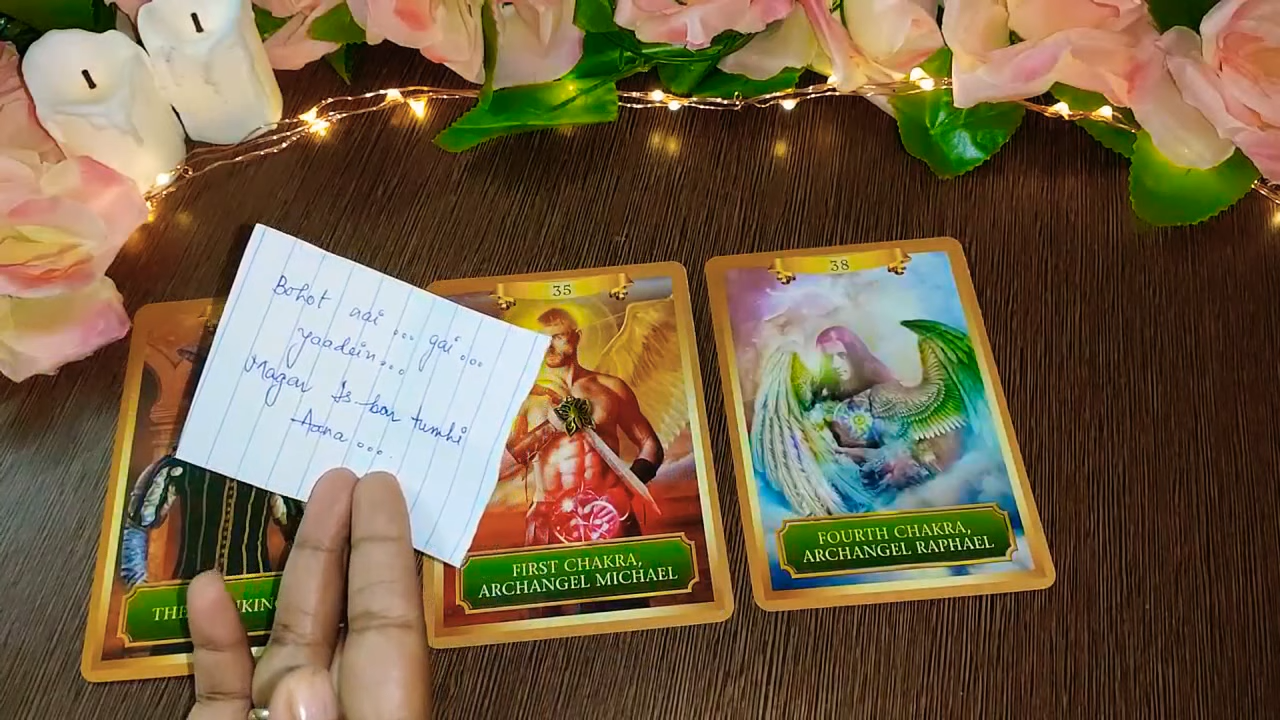 Bohot aai ... gai ...
yaadein...
Magar Is bar tumhi
Aana ...
35
38
FIRST CHAKRA,
ARCHANGEL MICHAEL
FOURTH CHAKRA,
ARCHANGEL RAPHAEL